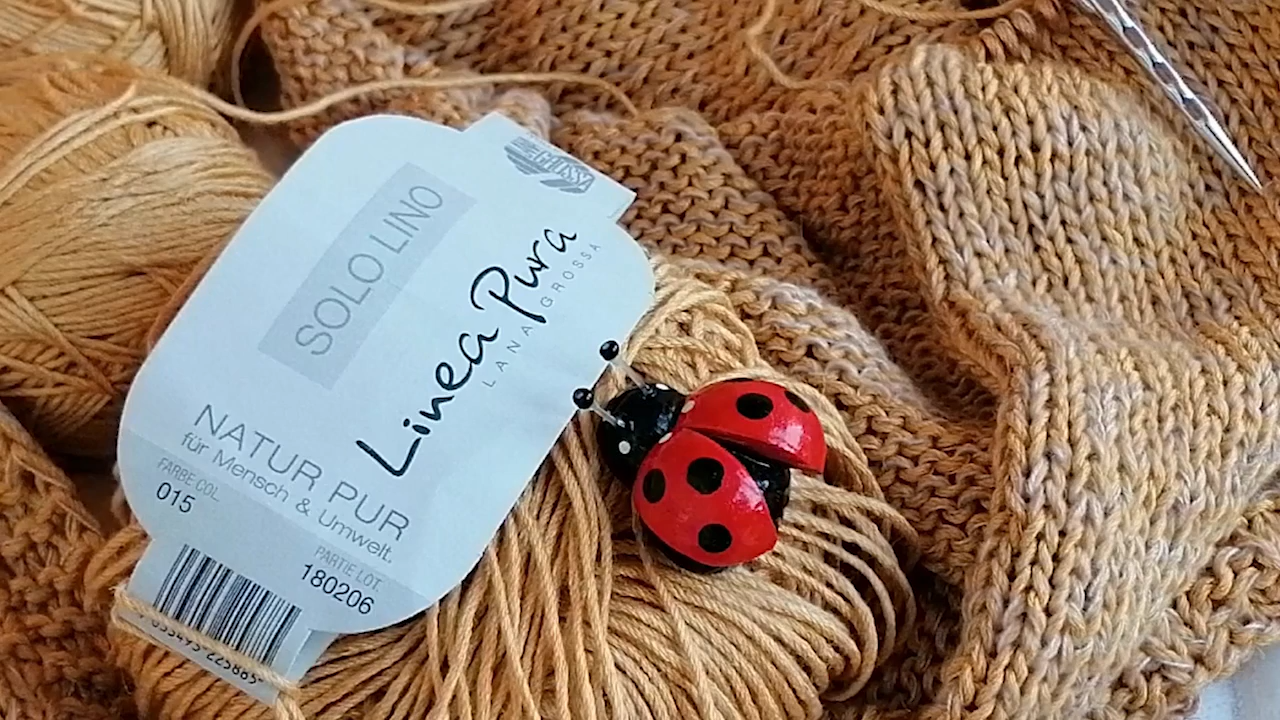 SOLO LINO
Linea Pura
LANA GROSSA
NATUR PUR
für Mensch & Umwelt.
FARBE COL.
015
PARTIE LOT.
180206